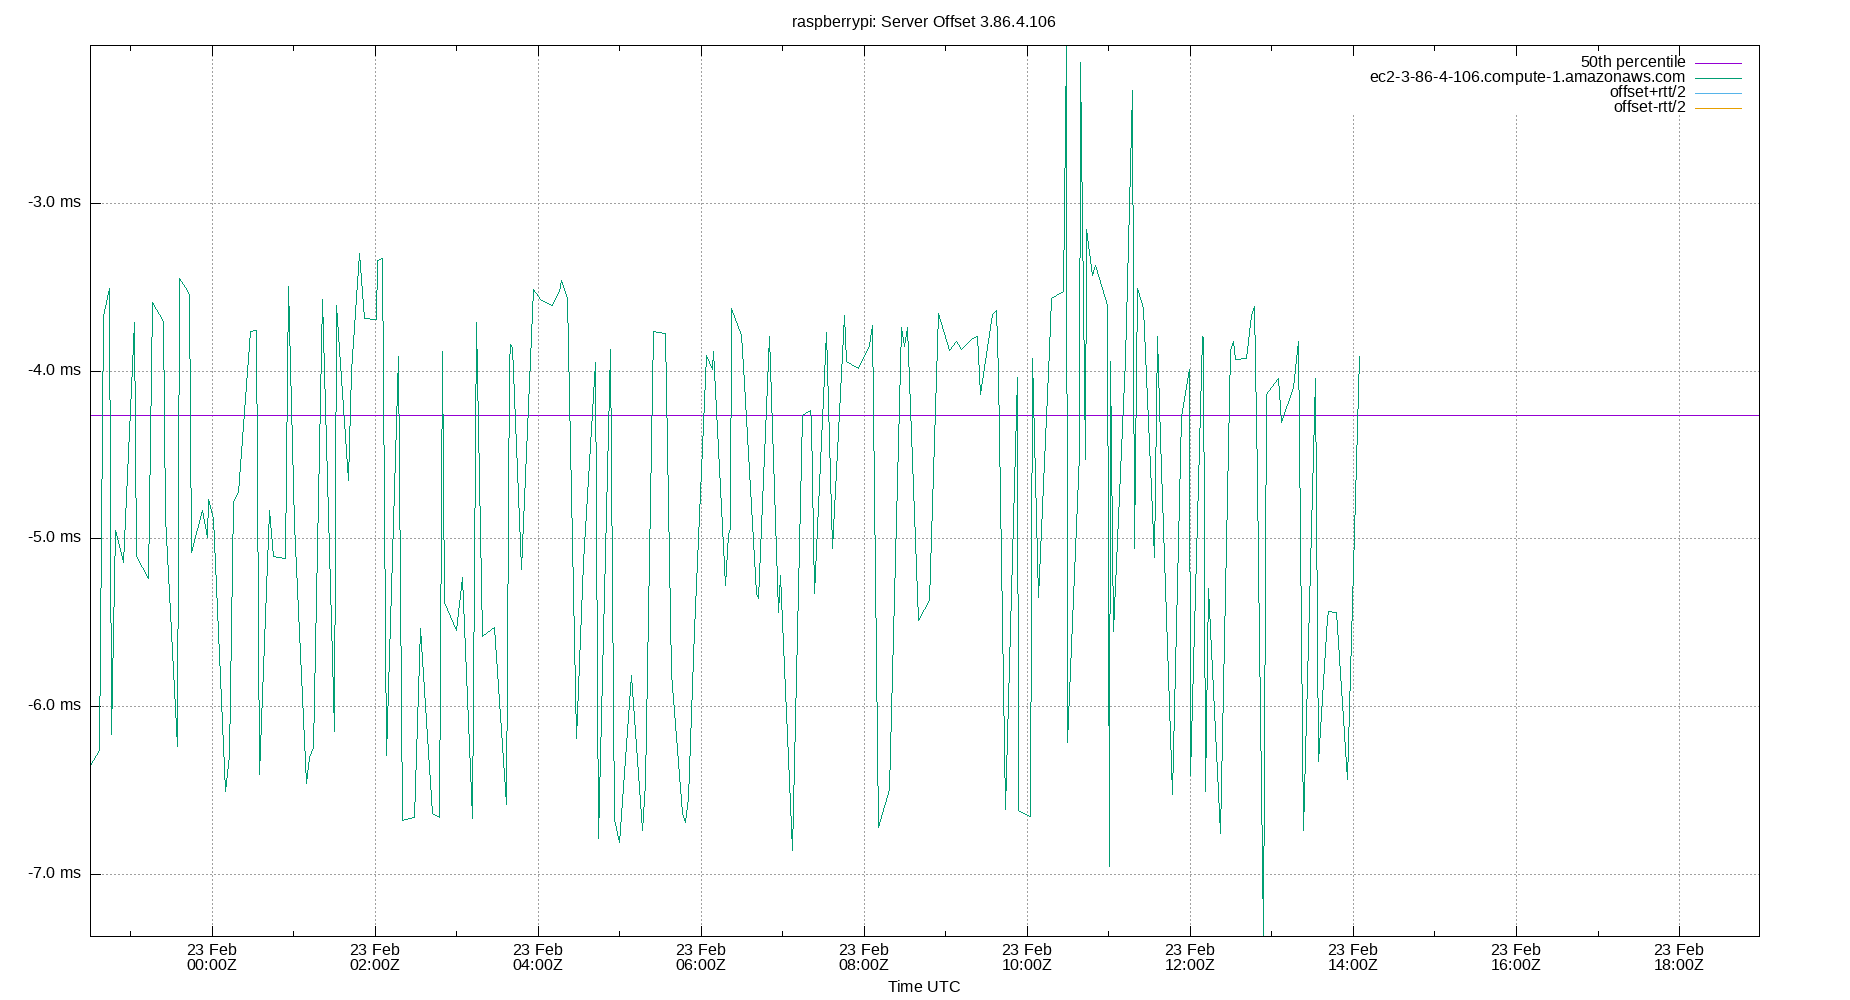 raspberrypi: Server Offset 3.86.4.106
50th percentile
ec2-3-86-4-106.compute-1.amazonaws.com
offset+rtt/2
offset-rtt/2
-3.0 ms
-4.0 ms
-5.0 ms
-6.0 ms
-7.0 ms
23 Feb 23 Feb 23 Feb 23 Feb 23 Feb 23 Feb 23 Feb 23 Feb 23 Feb 23 Feb
00:00Z 02:00Z 04:00Z 06:00Z 08:00Z 10:00Z 12:00Z 14:00Z 16:00Z 18:00Z
Time UTC